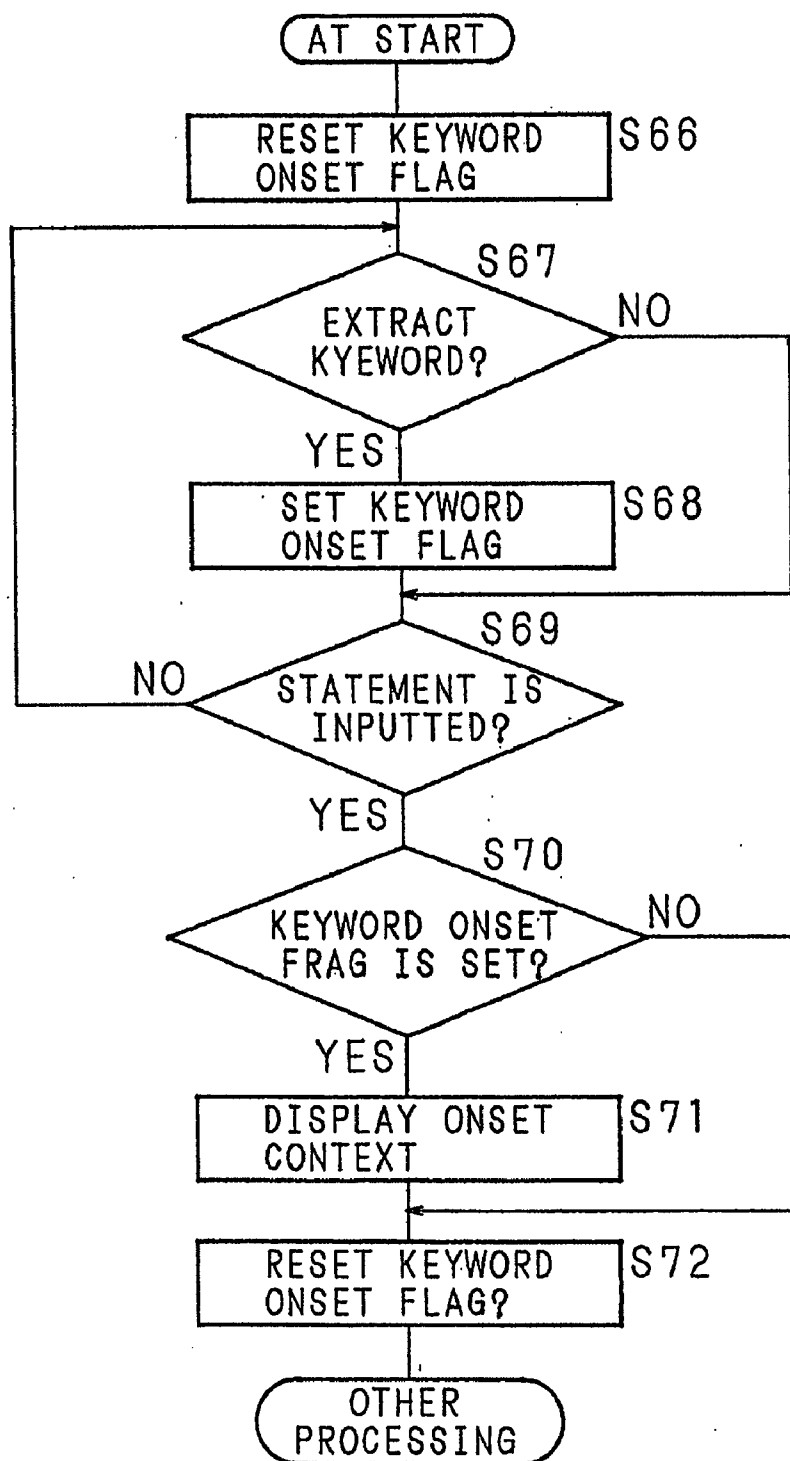 AT START
RESET KEYWORD
ONSET FLAG
S66
S67
EXTRACT
KYEWORD?
NO
YES
SET KEYWORD
ONSET FLAG
S68
S69
NO
STATEMENT IS
INPUTTED?
YES
S70
KEYWORD ONSET
FRAG IS SET?
NO
YES
DISPLAY ONSET
CONTEXT
S71
RESET KEYWORD
ONSET FLAG?
S72
OTHER
PROCESSING